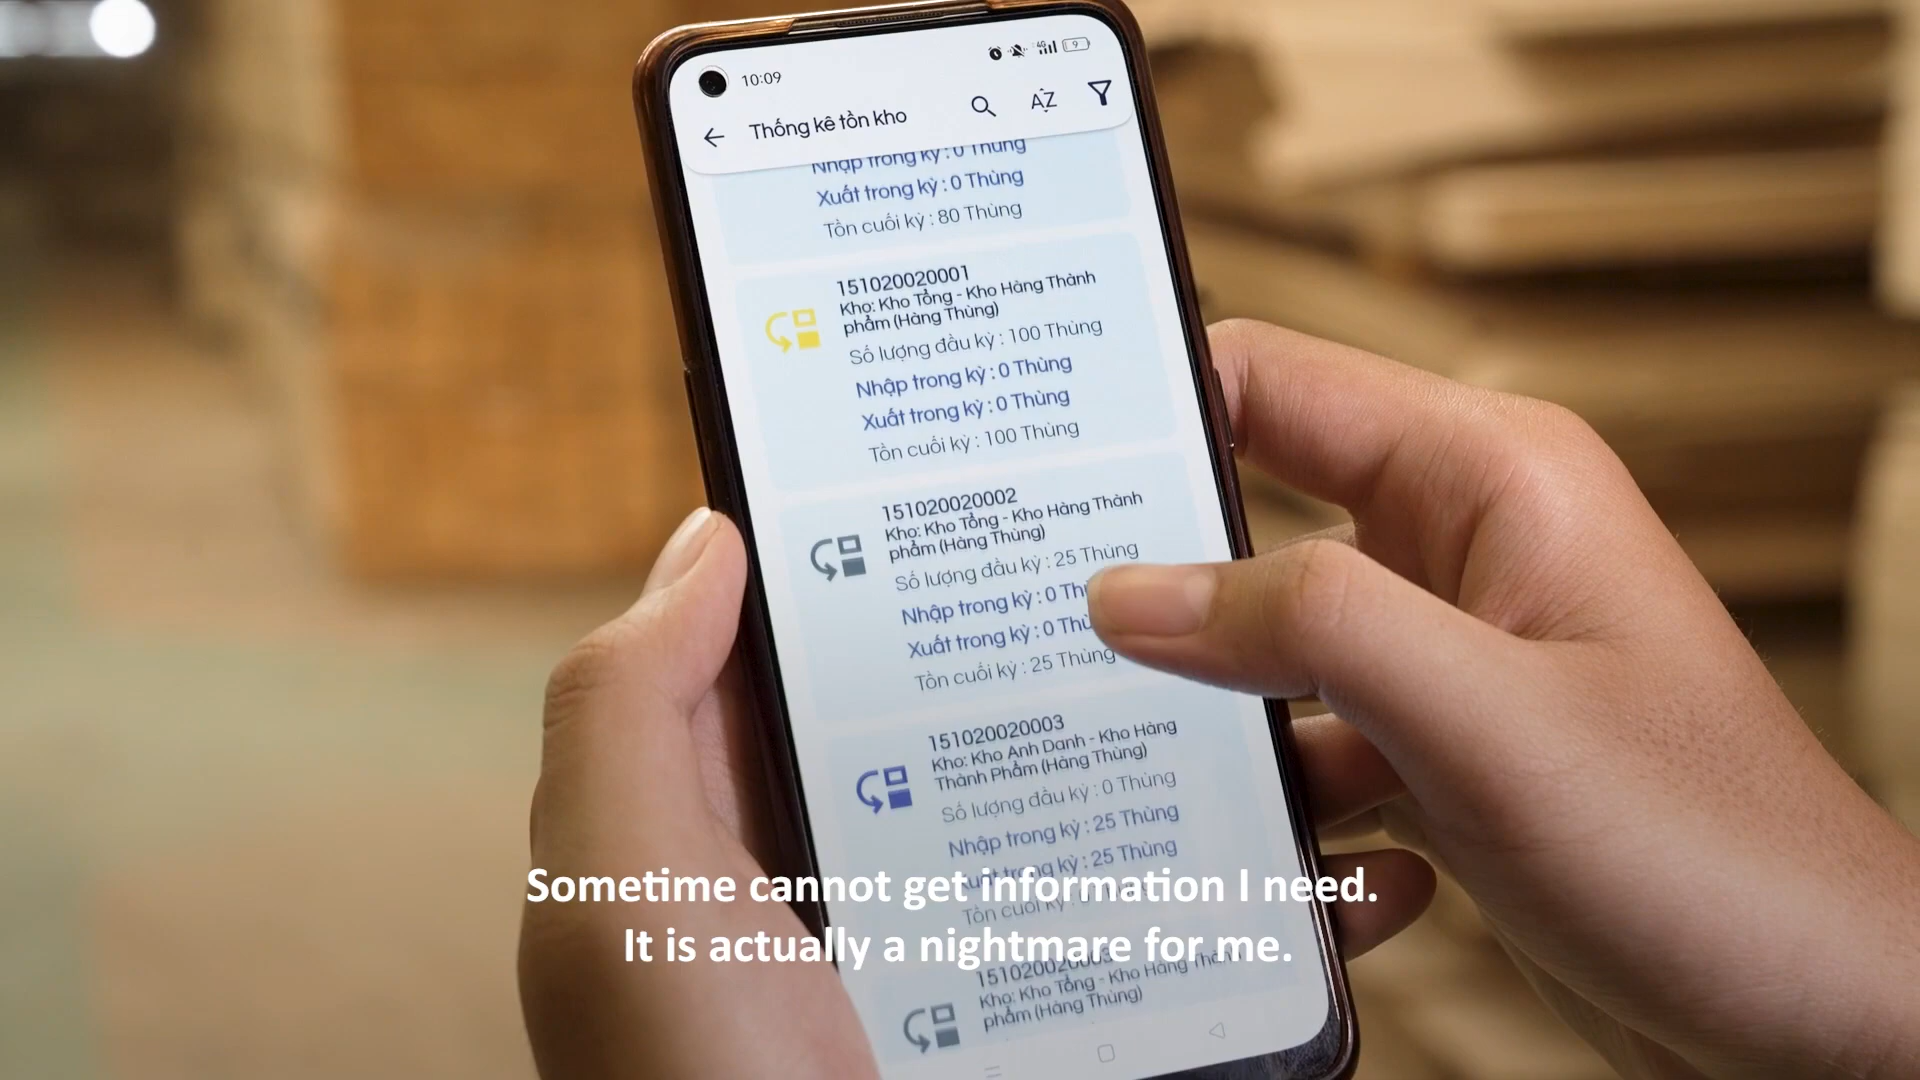 10:09
4G
9
Thống kê tồn kho
AZ
Nhập trong kỳ : 0 Thùng
Xuất trong kỳ : 0 Thùng
Tồn cuối kỳ : 80 Thùng
151020020001
Kho: Kho Tổng - Kho Hàng Thành
phẩm (Hàng Thùng)
Số lượng đầu kỳ : 100 Thùng
Nhập trong kỳ : 0 Thùng
Xuất trong kỳ : 0 Thùng
Tồn cuối kỳ : 100 Thùng
151020020002
Kho: Kho Tổng - Kho Hàng Thành
phẩm (Hàng Thùng)
Số lượng đầu kỳ : 25 Thùng
Nhập trong kỳ : 0
Xuất trong kỳ : 0
Tồn cuối kỳ : 25 Thùng
151020020003
Kho: Kho Anh Danh - Kho Hàng
Thành Phẩm (Hàng Thùng)
Số lượng đầu kỳ : 0 Thùng
Nhập trong kỳ : 25 Thùng
Xuất trong kỳ : 25 Thùng
Sometime cannot get information I need.
Tồn cuối kỳ :
It is actually a nightmare for me.
151020020003
Kho: Kho Tổng - Kho Hàng Thành
phẩm (Hàng Thùng)